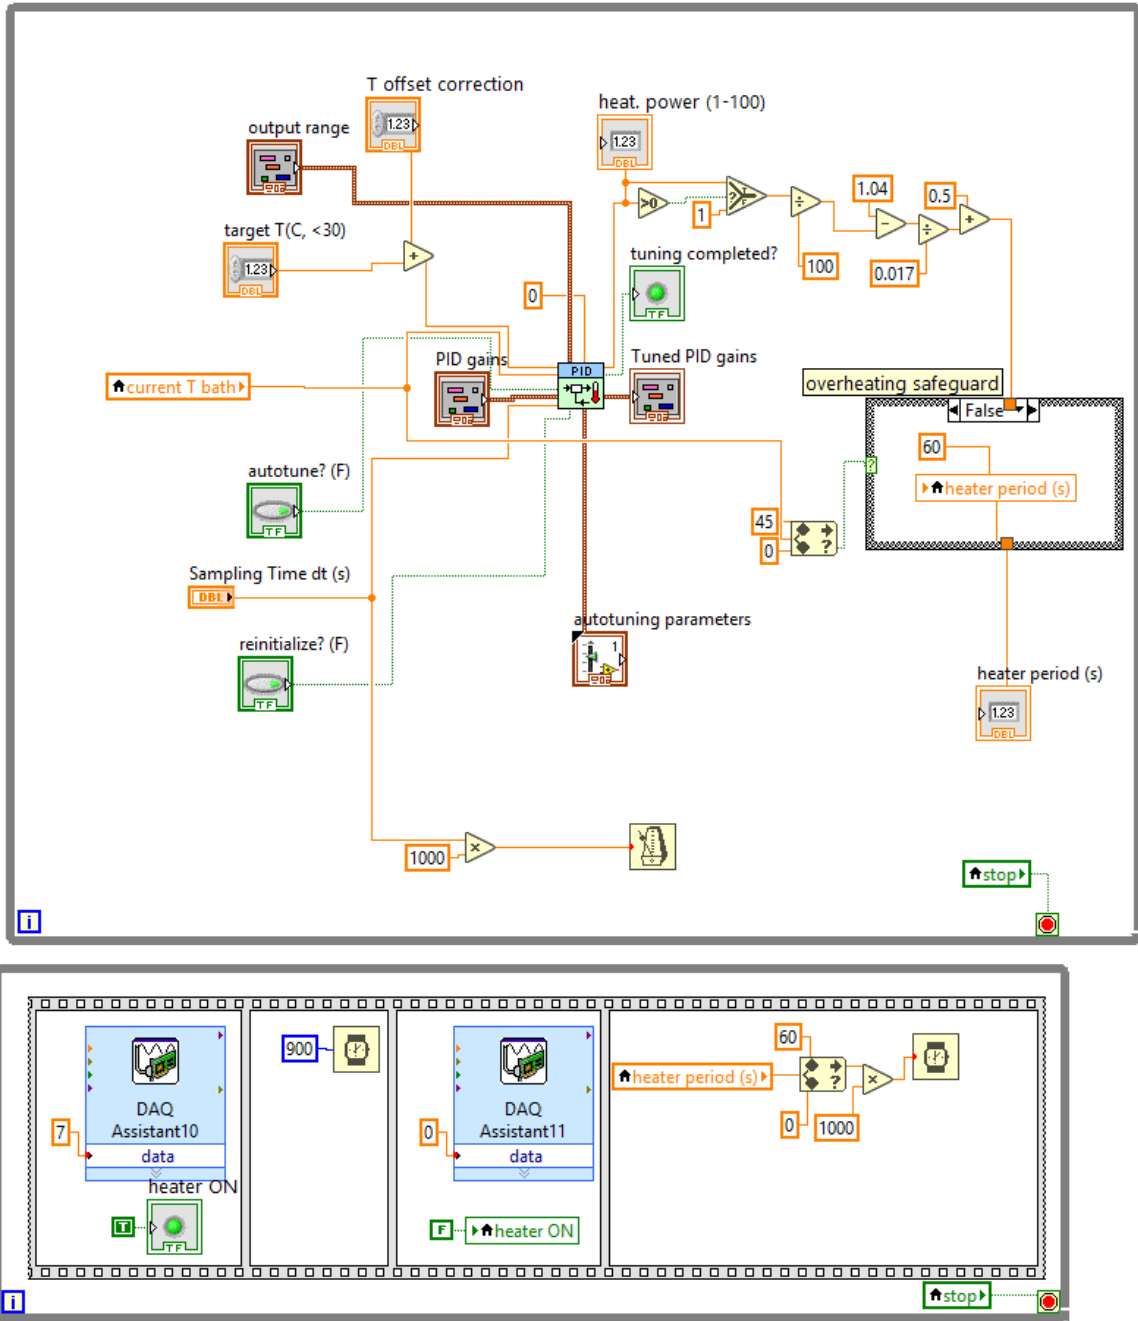 T offset correction
1.23
DBL
output range
heat. power (1-100)
1.23
DBL
target T(C, <30)
1.23
DBL
+
>0
1
?
T
F
÷
100
1.04
-
0.5
÷
+
0.017
tuning completed?
TF
0
current T bath
PID gains
PID
Tuned PID gains
overheating safeguard
False
60
heater period (s)
?
autotune? (F)
TF
45
0
?
Sampling Time dt (s)
DBL
reinitialize? (F)
TF
autotuning parameters
1
heater period (s)
1.23
DBL
1000
×
stop
i
DAQ
Assistant10
data
7
heater ON
T
TF
900
DAQ
Assistant11
data
0
F
heater ON
60
heater period (s)
?
×
0
1000
stop
i